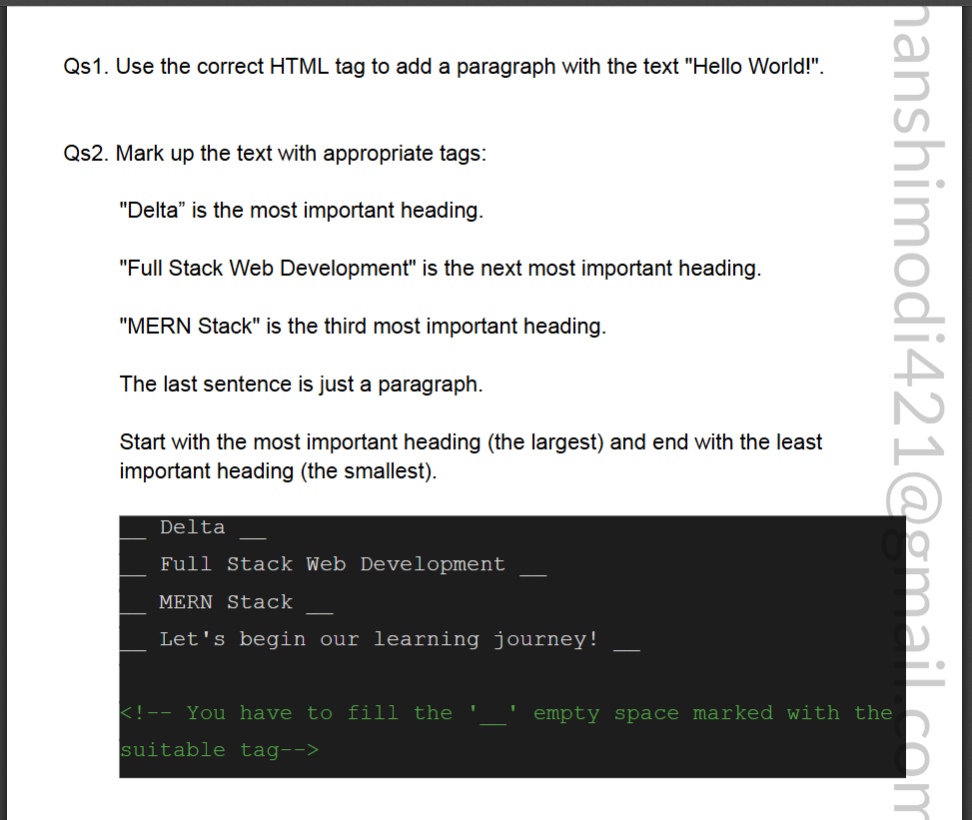 Qs1. Use the correct HTML tag to add a paragraph with the text "Hello World!".
Qs2. Mark up the text with appropriate tags:
"Delta” is the most important heading.
"Full Stack Web Development" is the next most important heading.
"MERN Stack" is the third most important heading.
The last sentence is just a paragraph.
Start with the most important heading (the largest) and end with the least
important heading (the smallest).
__ Delta __
__ Full Stack Web Development __
__ MERN Stack __
__ Let's begin our learning journey! __
<!-- You have to fill the '__' empty space marked with the
suitable tag-->
hanshimodi421@gmail.com